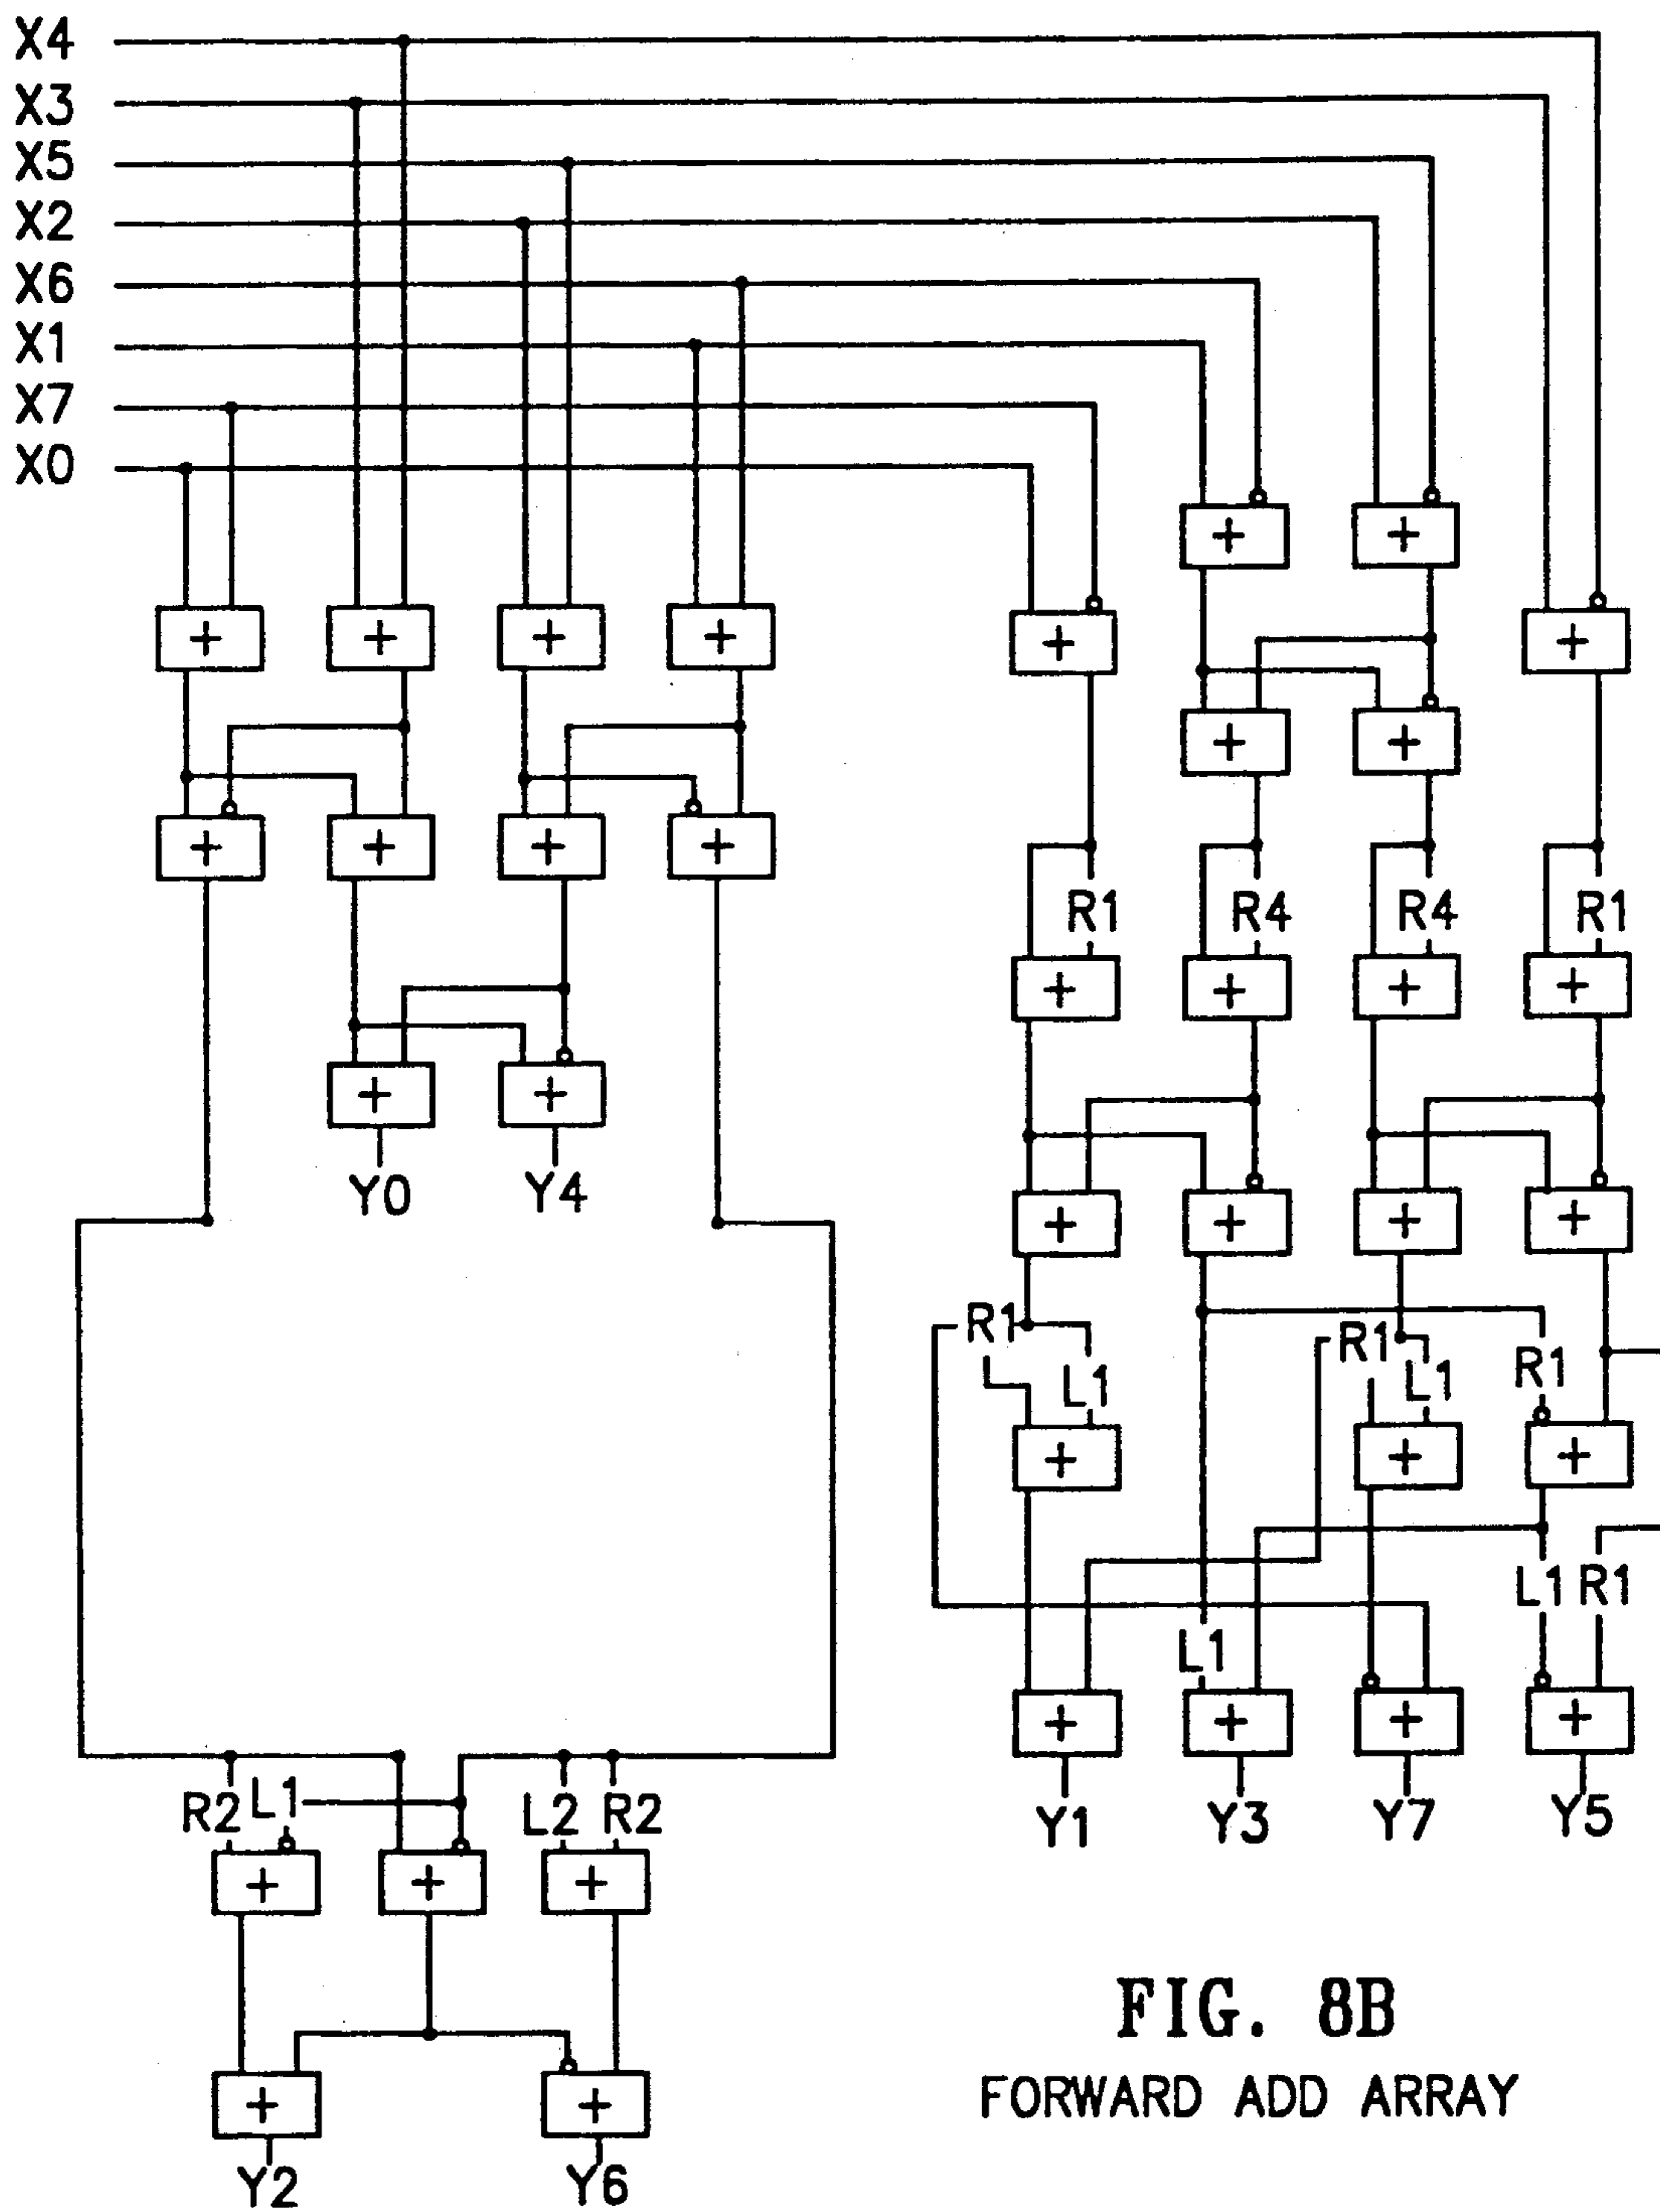 X4
X3
X5
X2
X6
X1
X7
X0
+ +
+ + + + + +
+ +
+ + + +
R1 R4 R4 R1
+ + + +
+ +
Y0 Y4
+ + + +
R1 R1 R1
L1 L1
+ + +
L1 R1
L1
+ + + +
Y1 Y3 Y7 Y5
R2 L1 L2 R2
+ + +
+ +
Y2 Y6
FIG. 8B
FORWARD ADD ARRAY